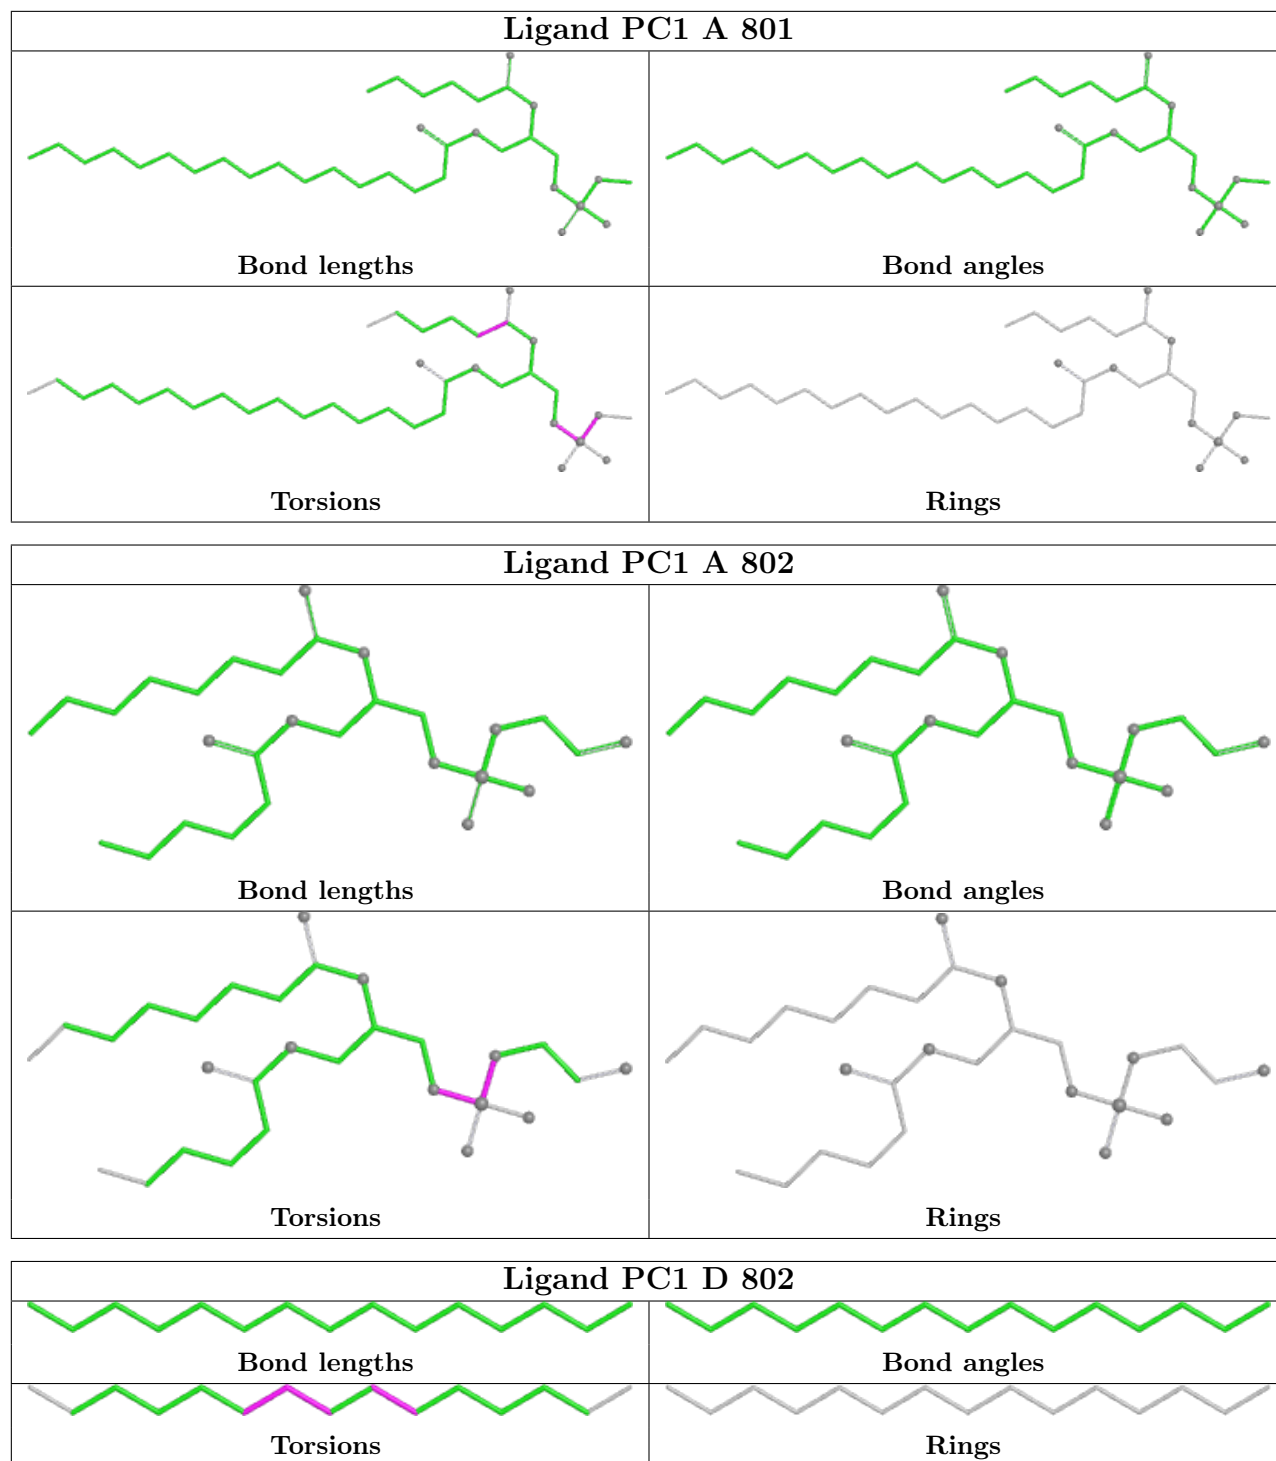 Ligand PC1 A 801
Bond lengths
Bond angles
Torsions
Rings
Ligand PC1 A 802
Bond lengths
Bond angles
Torsions
Rings
Ligand PC1 D 802
Bond lengths
Bond angles
Torsions
Rings